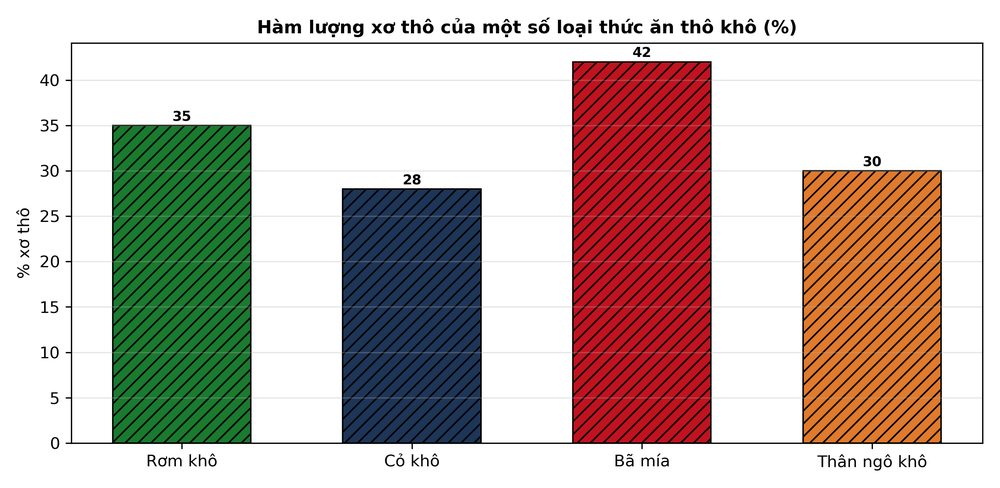 Hàm lượng xơ thô của một số loại thức ăn thô khô (%)
% xơ thô
40
35
30
25
20
15
10
5
0
35
28
42
30
Rơm khô
Cỏ khô
Bã mía
Thân ngô khô